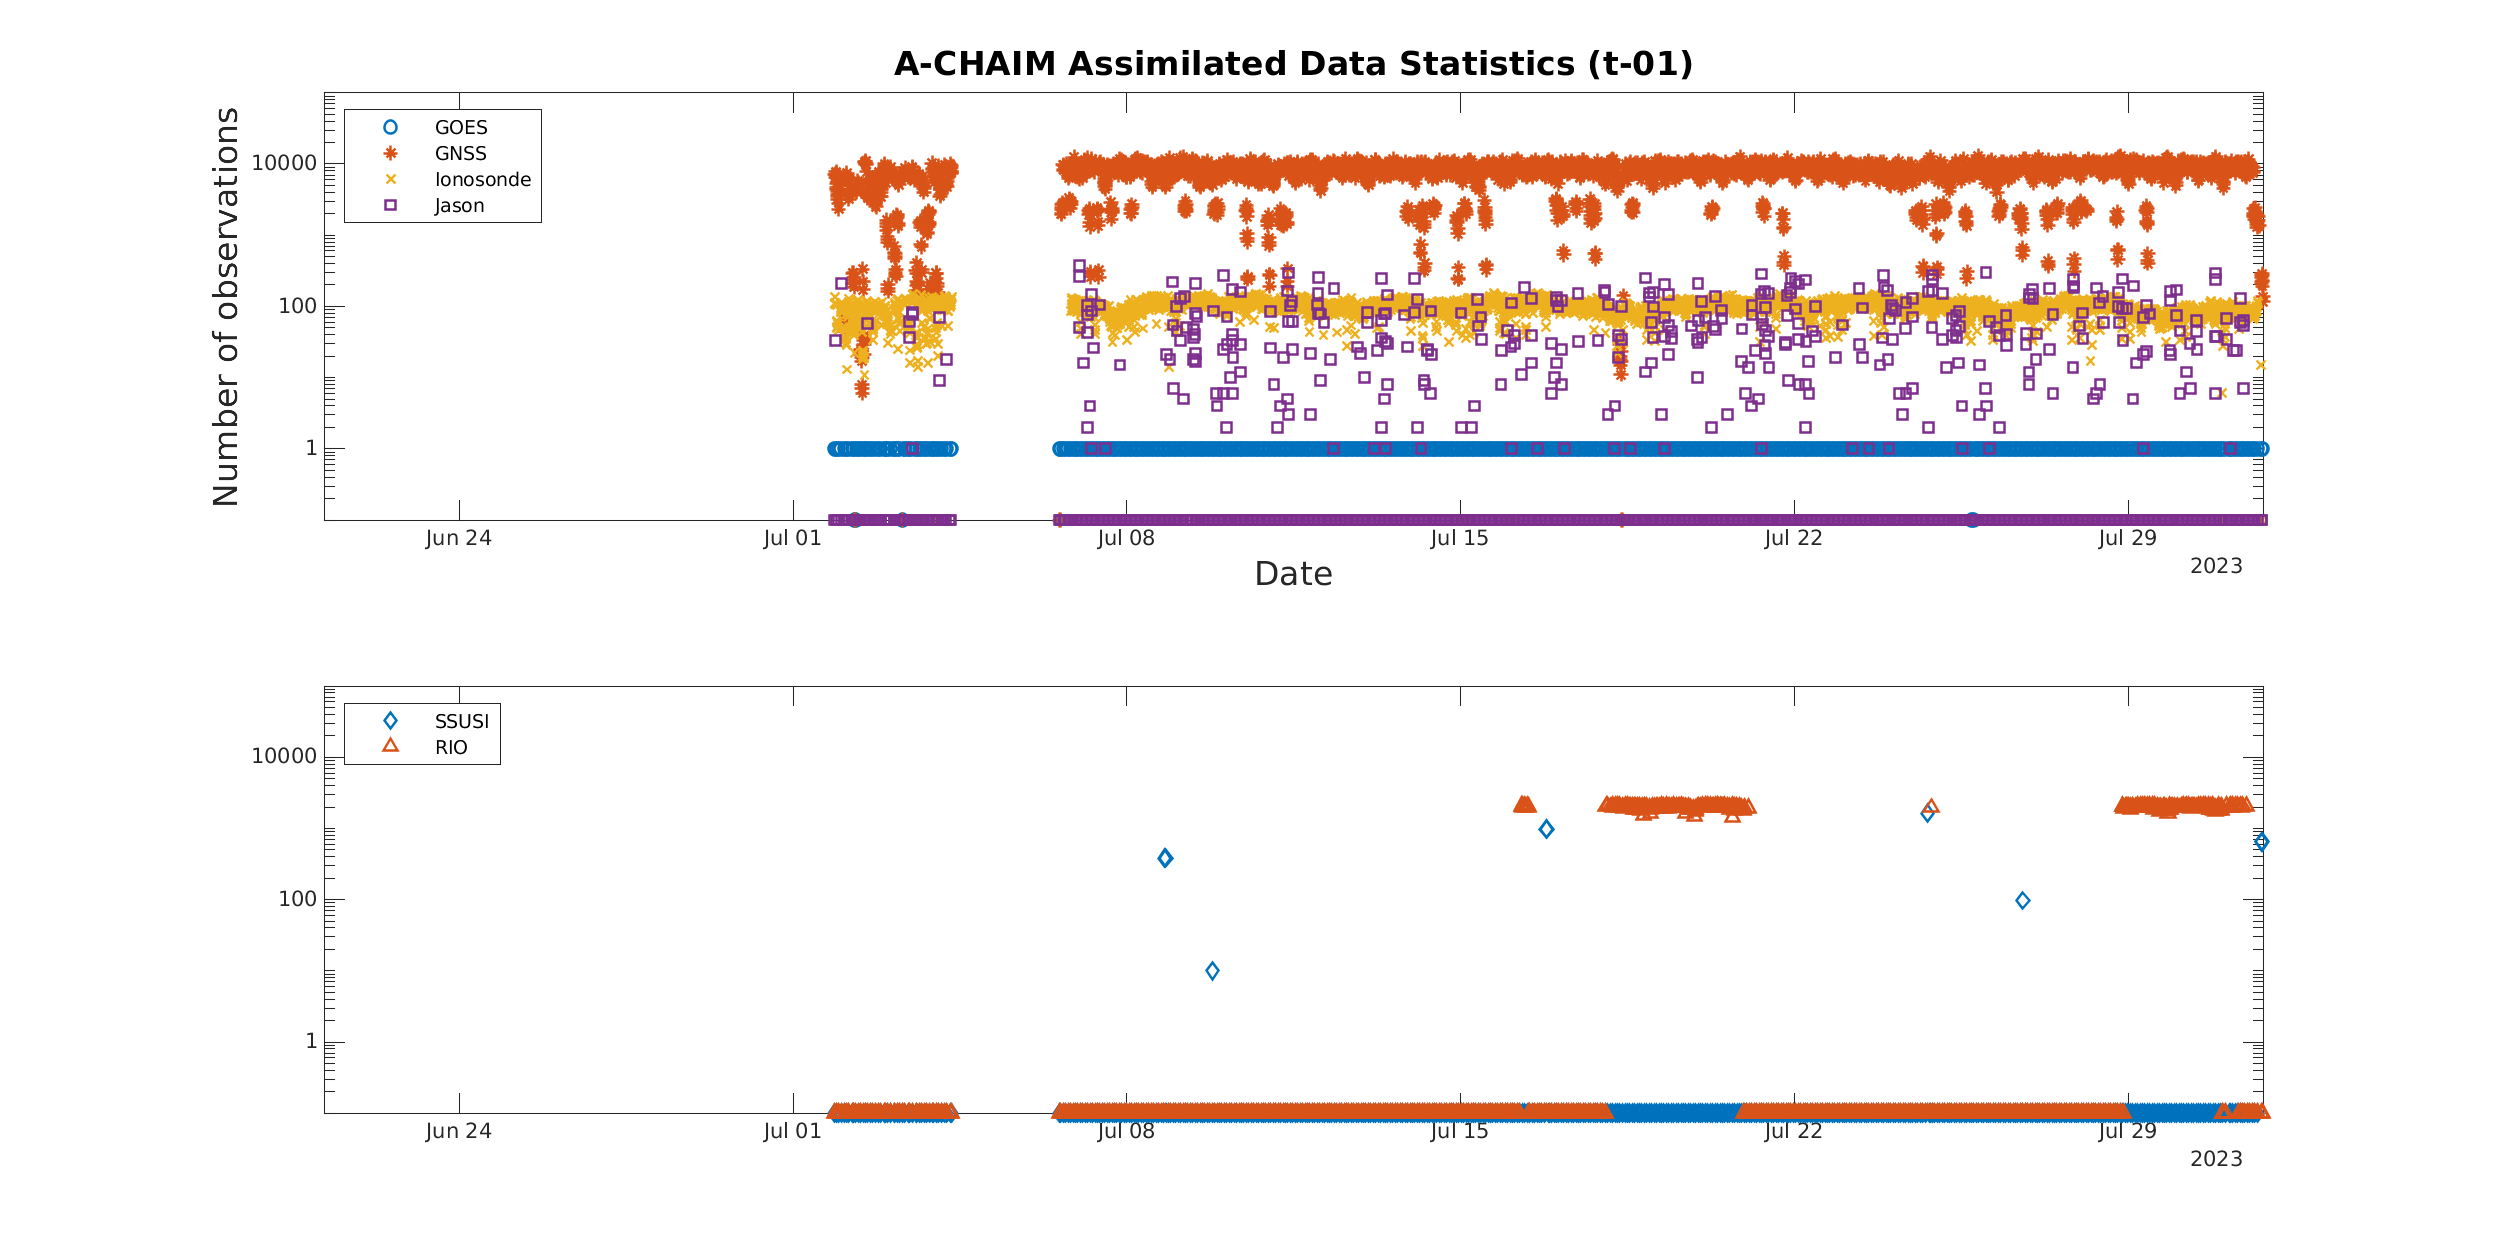 A-CHAIM Assimilated Data Statistics (t-01)
Number of observations
10000
100
1
GOES
GNSS
Ionosonde
Jason
Jun 24
Jul 01
Jul 08
Jul 15
Jul 22
Jul 29
2023
Date
10000
100
1
SSUSI
RIO
Jun 24
Jul 01
Jul 08
Jul 15
Jul 22
Jul 29
2023